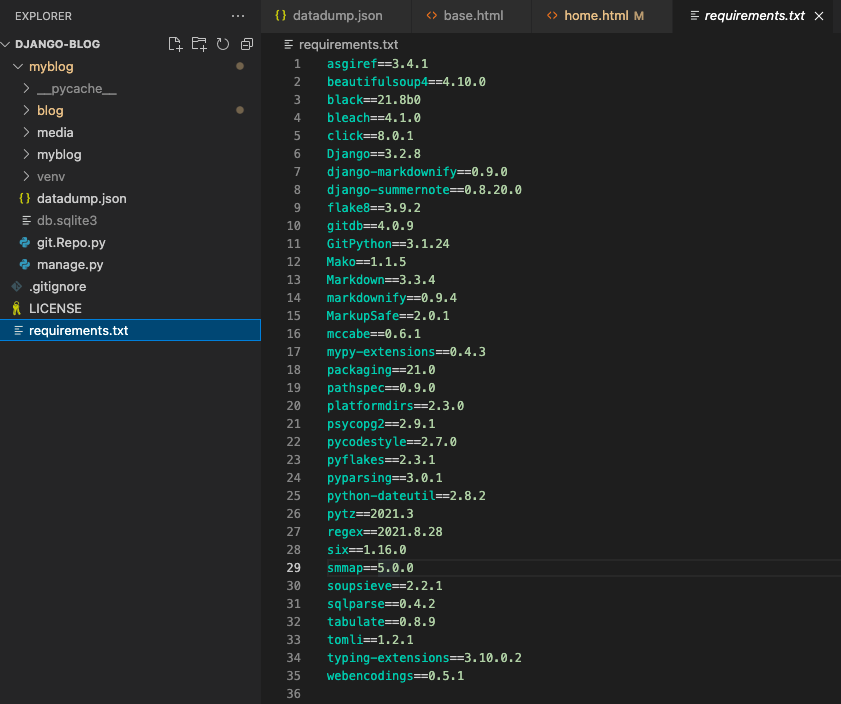 EXPLORER
DJANGO-BLOG
myblog
__pycache__
blog
media
myblog
venv
datadump.json
db.sqlite3
git.Repo.py
manage.py
.gitignore
LICENSE
requirements.txt
datadump.json
base.html
home.html M
requirements.txt
requirements.txt
1 asgiref==3.4.1
2 beautifulsoup4==4.10.0
3 black==21.8b0
4 bleach==4.1.0
5 click==8.0.1
6 Django==3.2.8
7 django-markdownify==0.9.0
8 django-summernote==0.8.20.0
9 flake8==3.9.2
10 gitdb==4.0.9
11 GitPython==3.1.24
12 Mako==1.1.5
13 Markdown==3.3.4
14 markdownify==0.9.4
15 MarkupSafe==2.0.1
16 mccabe==0.6.1
17 mypy-extensions==0.4.3
18 packaging==21.0
19 pathspec==0.9.0
20 platformdirs==2.3.0
21 psycopg2==2.9.1
22 pycodestyle==2.7.0
23 pyflakes==2.3.1
24 pyparsing==3.0.1
25 python-dateutil==2.8.2
26 pytz==2021.3
27 regex==2021.8.28
28 six==1.16.0
29 smmap==5.0.0
30 soupsieve==2.2.1
31 sqlparse==0.4.2
32 tabulate==0.8.9
33 tomli==1.2.1
34 typing-extensions==3.10.0.2
35 webencodings==0.5.1
36